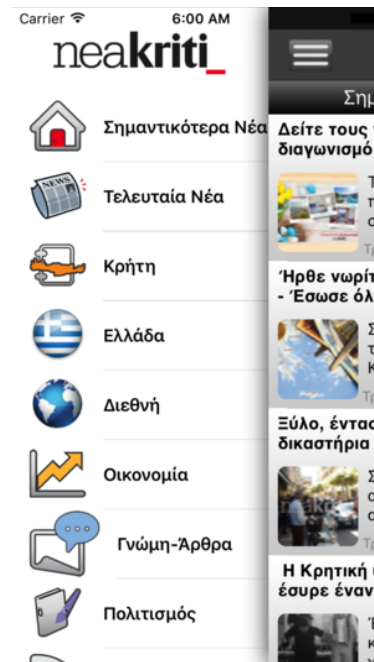 Carrier 6:00 AM
neakriti_
Σημαντικότερα Νέα
NEWS
Τελευταία Νέα
Κρήτη
Ελλάδα
Διεθνή
Οικονομία
Γνώμη-Άρθρα
Πολιτισμός
Δείτε τους
διαγωνισμό
Ήρθε νωρίτ
- Έσωσε όλ
Ξύλο, έντασ
δικαστήρια
Η Κρητική
έσυρε έναν